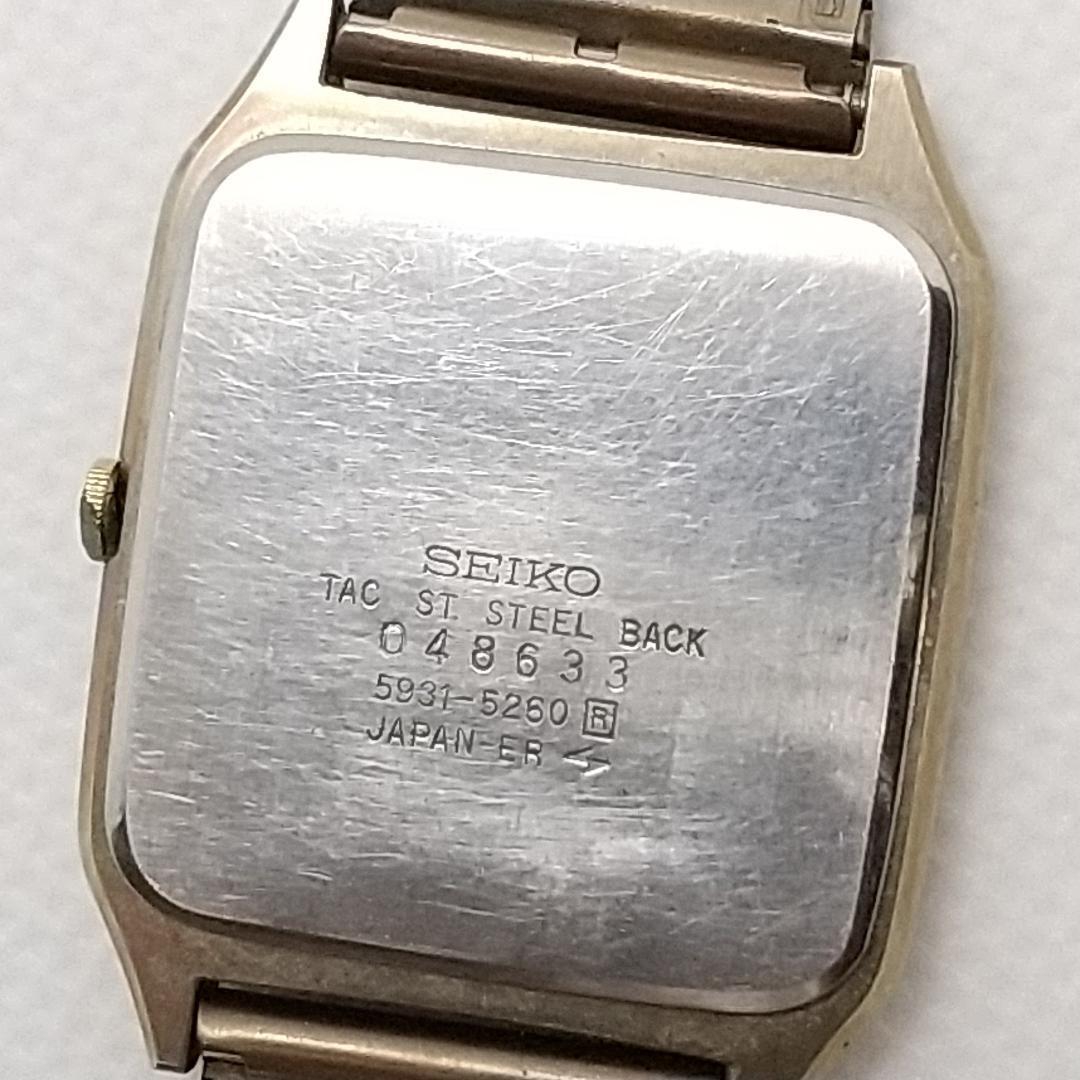 SEIKO
TAC ST. STEEL BACK
048633
5931-5260 R
JAPAN-ER